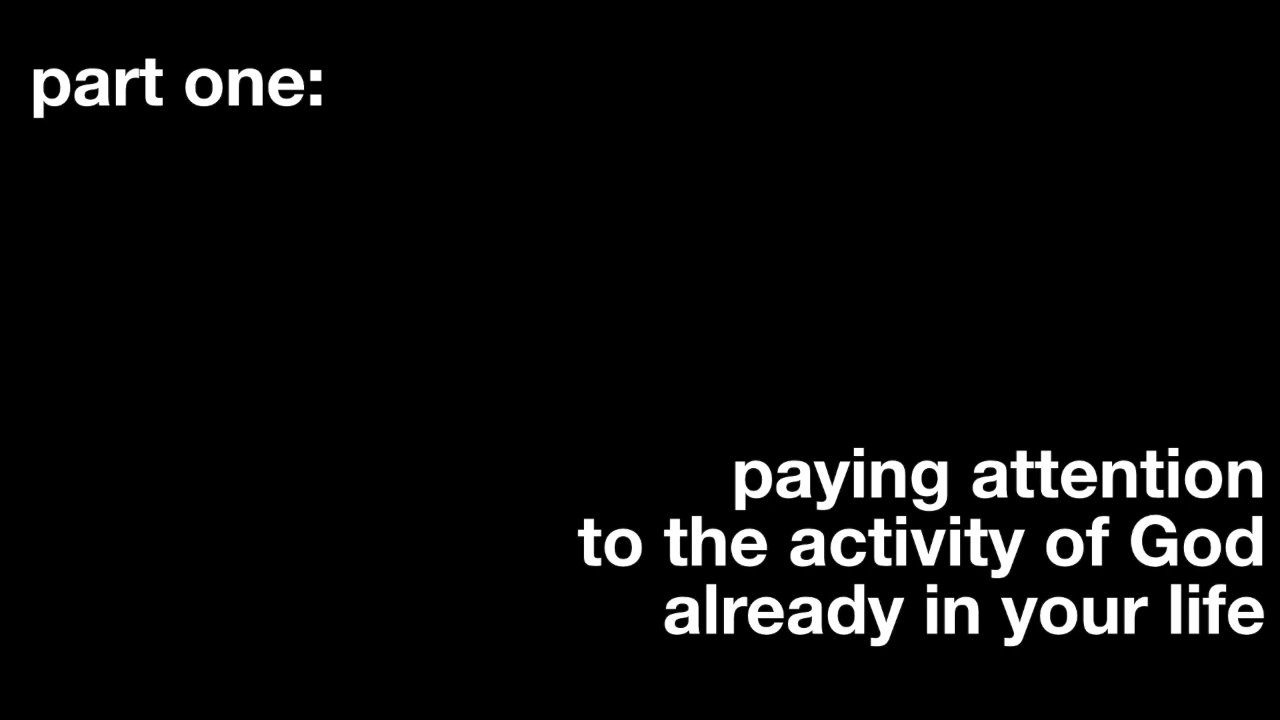 part one:
paying attention
to the activity of God
already in your life